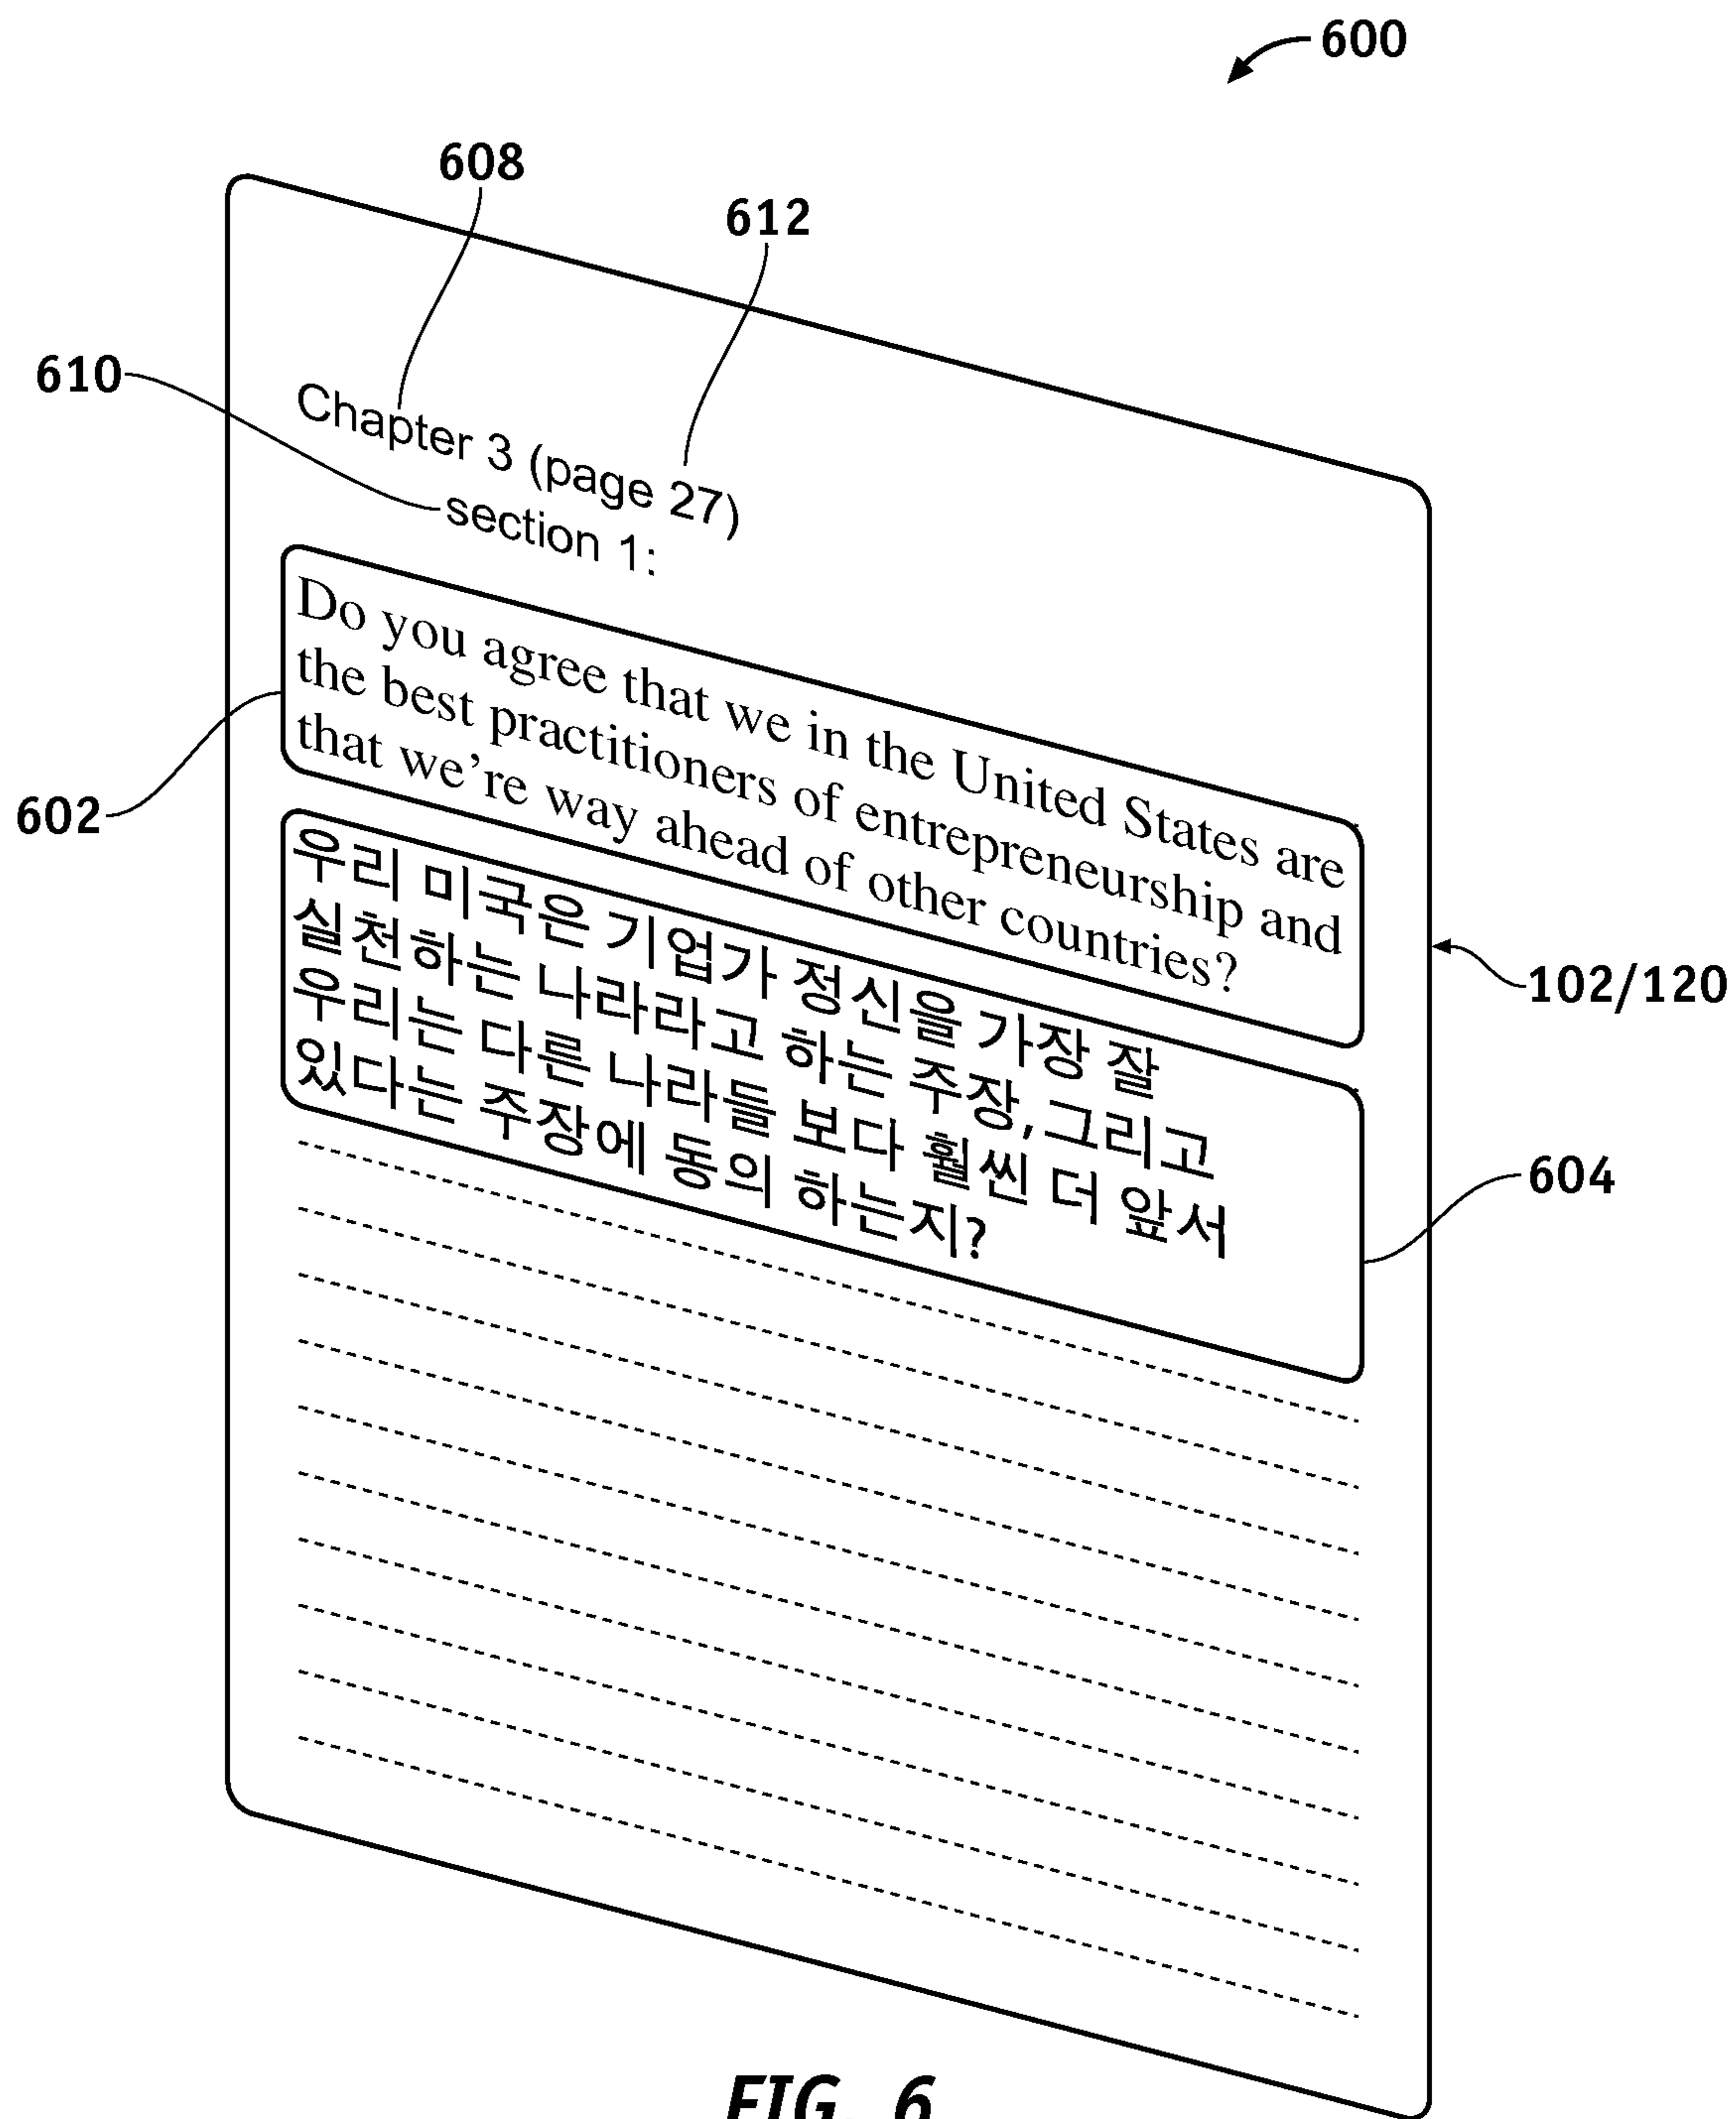 600
608
612
610
Chapter 3 (page 27)
section 1:
Do you agree that we in the United States are
the best practitioners of entrepreneurship and
that we're way ahead of other countries?
602
우리 미국은 기업가 정신을 가장 잘
실천하는 나라라고 하는 주장, 그리고
우리는 다른 나라들 보다 훨씬 더 앞서
있다는 주장에 동의 하는지?
102/120
604
FIG. 6